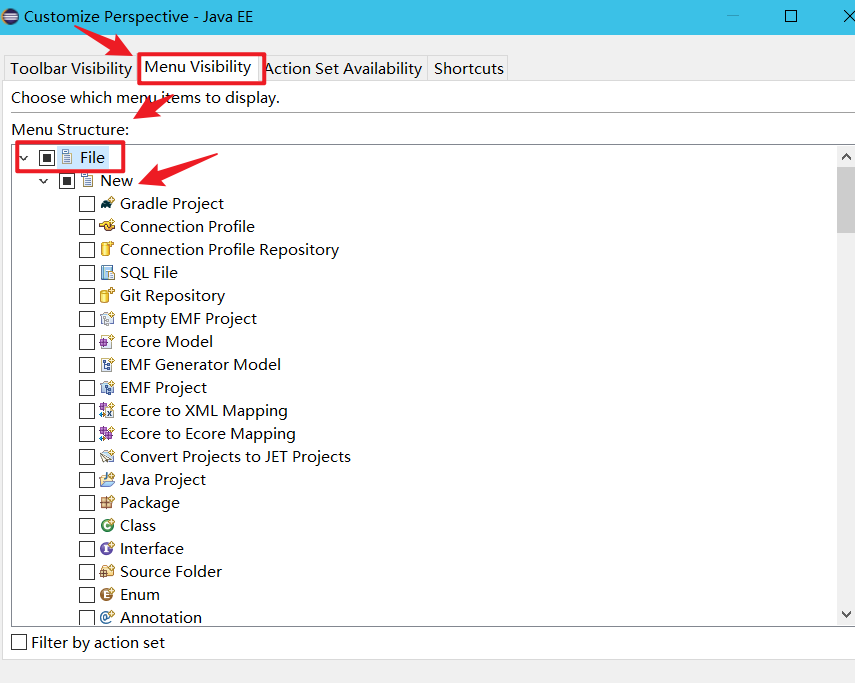 Customize Perspective - Java EE
Toolbar Visibility Menu Visibility Action Set Availability Shortcuts
Choose which menu items to display.
Menu Structure:
File
New
Gradle Project
Connection Profile
Connection Profile Repository
SQL File
Git Repository
Empty EMF Project
Ecore Model
EMF Generator Model
EMF Project
Ecore to XML Mapping
Ecore to Ecore Mapping
Convert Projects to JET Projects
Java Project
Package
Class
Interface
Source Folder
Enum
Annotation
Filter by action set